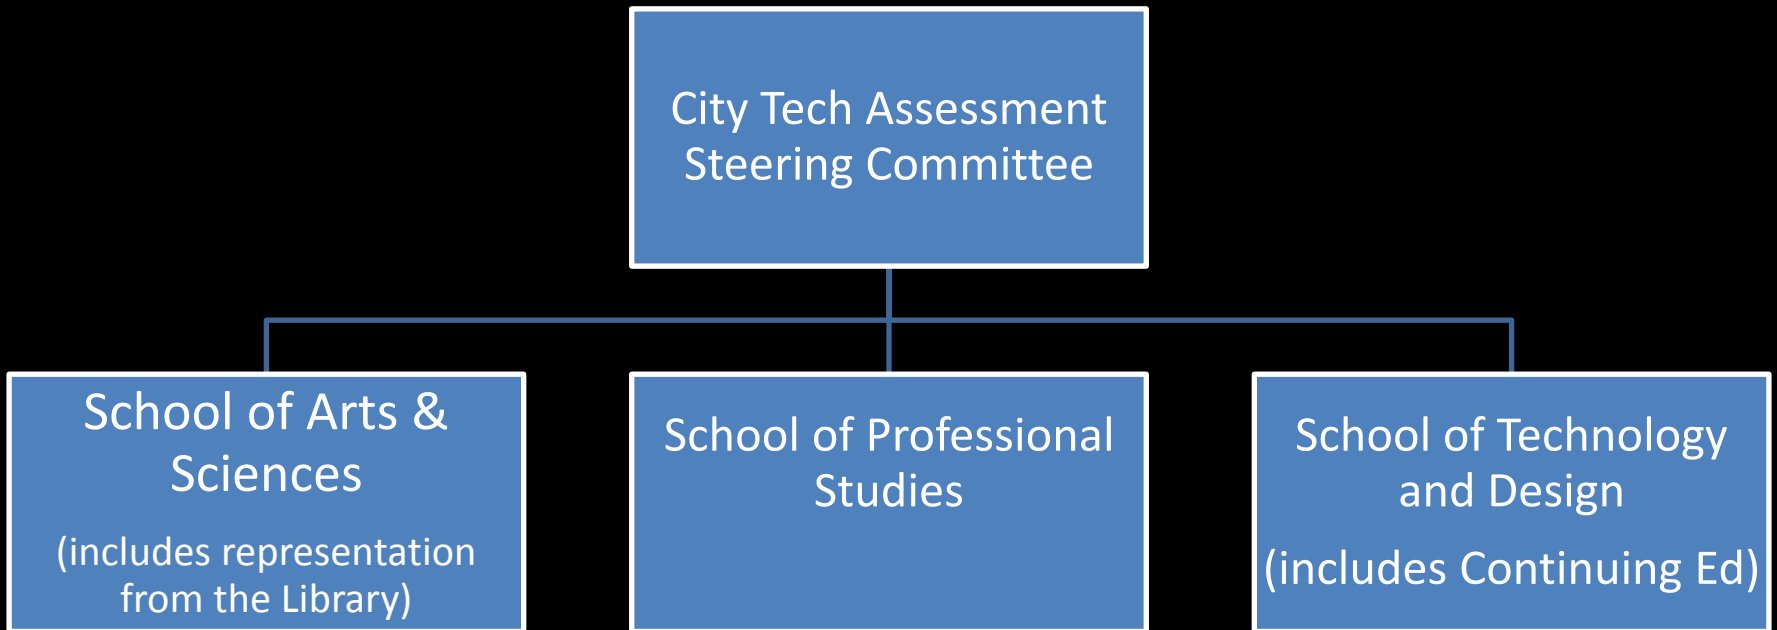 City Tech Assessment
Steering Committee
School of Arts &
Sciences
(includes representation
from the Library)
School of Professional
Studies
School of Technology
and Design
(includes Continuing Ed)